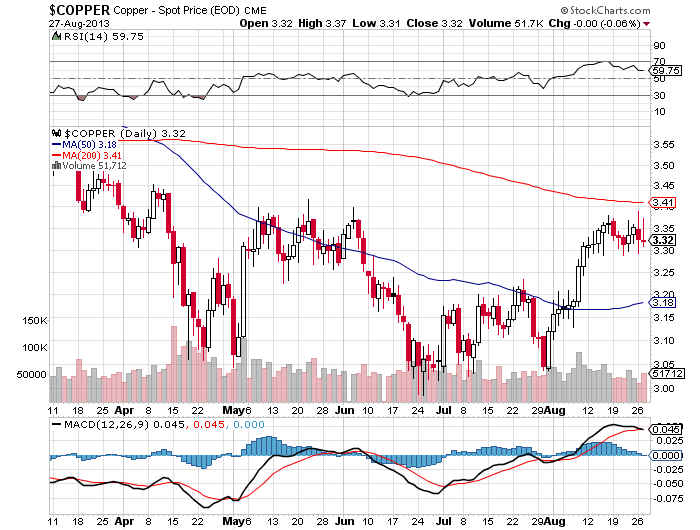 $COPPER Copper - Spot Price (EOD) CME © StockCharts.com
27-Aug-2013 Open 3.32 High 3.37 Low 3.31 Close 3.32 Volume 51.7K Chg -0.00 (-0.06%)
RSI(14) 59.75
90
70
59.75
50
30
10
$COPPER (Daily) 3.32
MA(50) 3.18
MA(200) 3.41
Volume 51,712
3.55
3.50
3.45
3.41
3.40
3.35
3.32
3.30
3.25
3.20
3.18
3.15
150K
3.10
100K
3.05
50000
51712
3.00
11 18 25 Apr 8 15 22 May 6 13 20 28 Jun 10 17 24 Jul 8 15 22 29 Aug 12 19 26
MACD(12,26,9) 0.045, 0.045, 0.000
0.045
0.025
0.000
-0.025
-0.050
-0.075
11 18 25 Apr 8 15 22 May 6 13 20 28 Jun 10 17 24 Jul 8 15 22 29 Aug 12 19 26